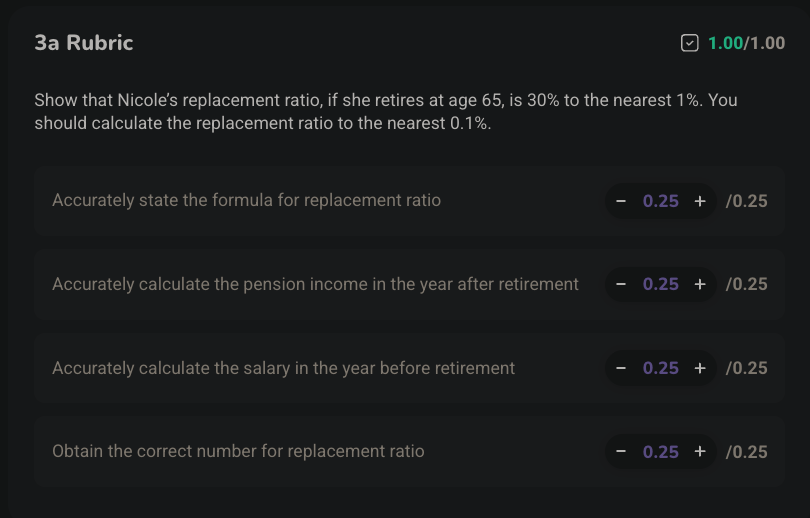 3a Rubric
1.00/1.00
Show that Nicole’s replacement ratio, if she retires at age 65, is 30% to the nearest 1%. You
should calculate the replacement ratio to the nearest 0.1%.
Accurately state the formula for replacement ratio − 0.25 + /0.25
Accurately calculate the pension income in the year after retirement − 0.25 + /0.25
Accurately calculate the salary in the year before retirement − 0.25 + /0.25
Obtain the correct number for replacement ratio − 0.25 + /0.25